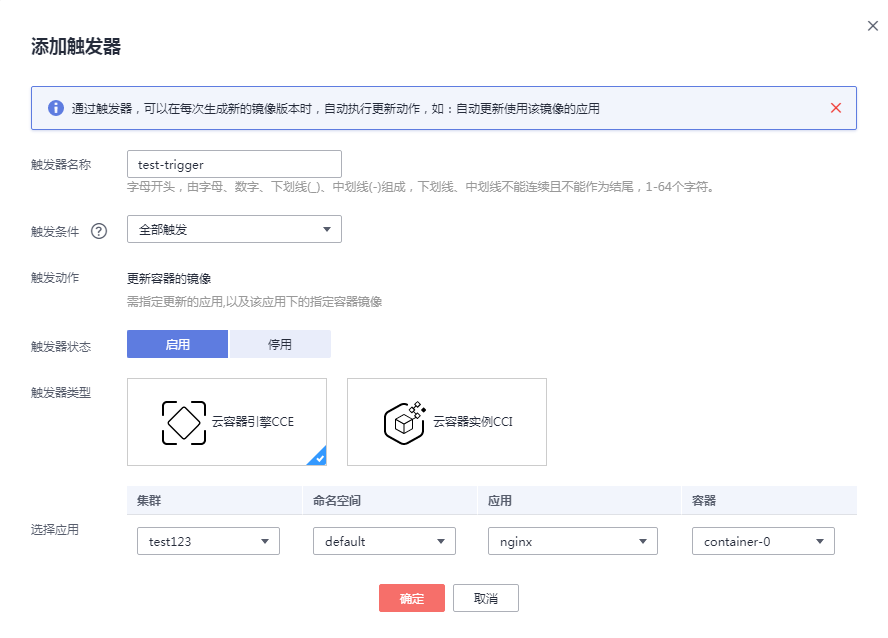 添加触发器
通过触发器，可以在每次生成新的镜像版本时，自动执行更新动作，如：自动更新使用该镜像的应用
触发器名称
test-trigger
字母开头，由字母、数字、下划线(_)、中划线(-)组成，下划线、中划线不能连续且不能作为结尾，1-64个字符。
触发条件 ?
全部触发
触发动作
更新容器的镜像
需指定更新的应用,以及该应用下的指定容器镜像
触发器状态
启用 停用
触发器类型
云容器引擎CCE 云容器实例CCI
集群 命名空间 应用 容器
选择应用
test123 default nginx container-0
确定 取消